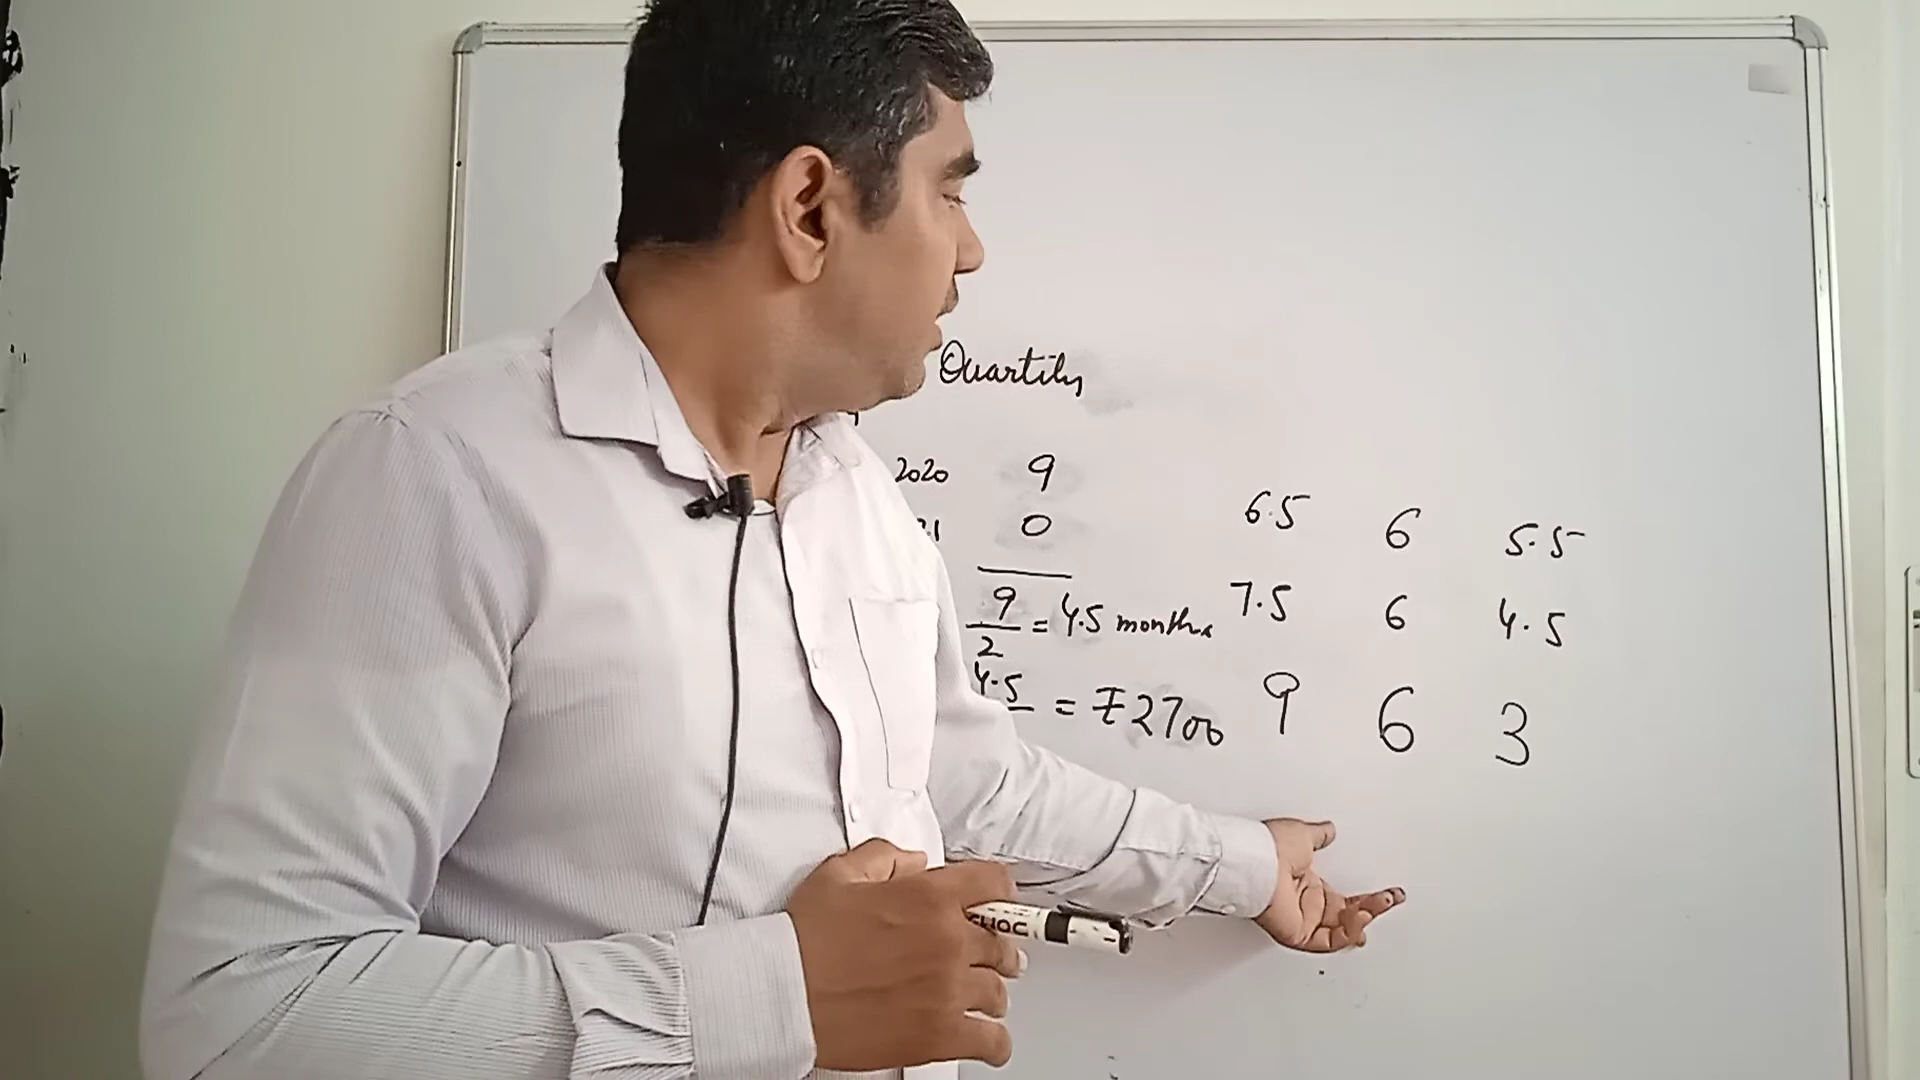 Quartily
2020 9
0
6.5 6 5.5
9/2 = 4.5 months
7.5 6 4.5
4.5 = ₹2700
9 6 3